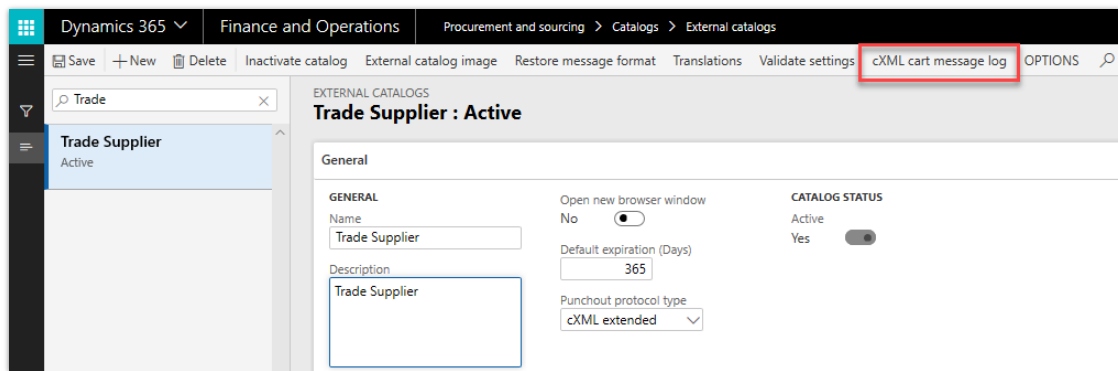 Dynamics 365 Finance and Operations Procurement and sourcing > Catalogs > External catalogs
Save + New Delete Inactivate catalog External catalog image Restore message format Translations Validate settings cXML cart message log OPTIONS
Trade
Trade Supplier
Active
EXTERNAL CATALOGS
Trade Supplier : Active
General
GENERAL
Name
Trade Supplier
Description
Trade Supplier
Open new browser window
No
Default expiration (Days)
365
Punchout protocol type
cXML extended
CATALOG STATUS
Active
Yes